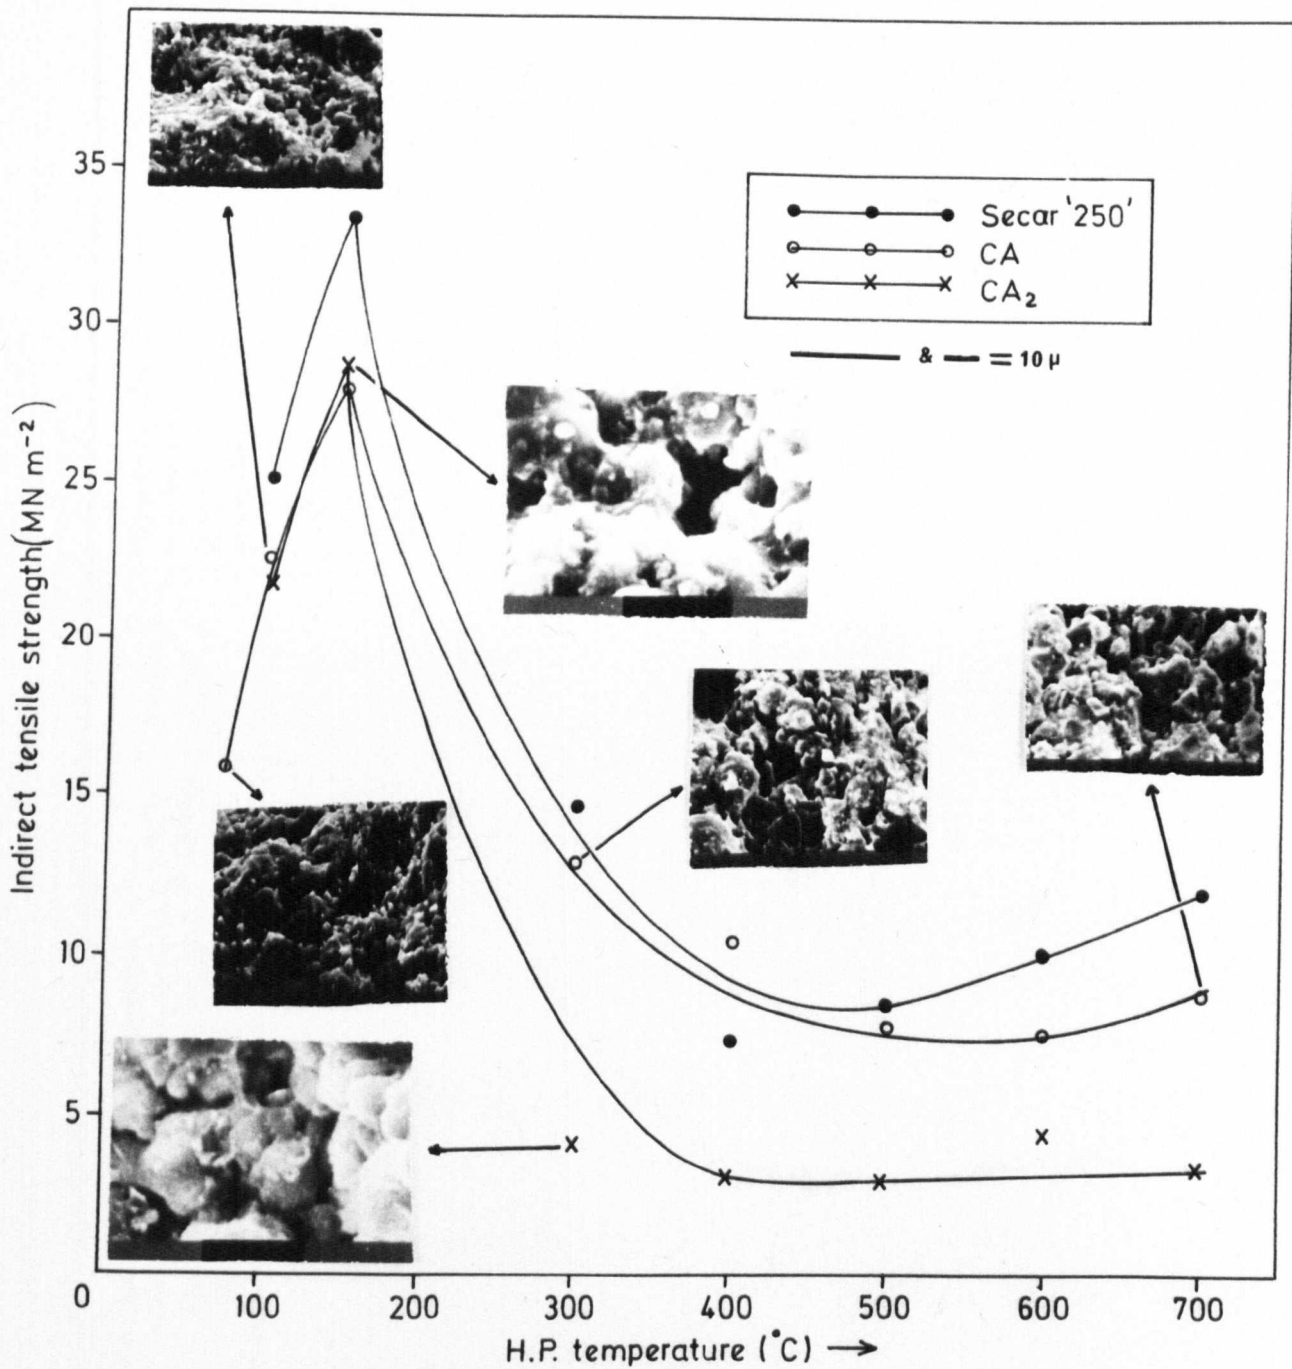 35
30
25
20
15
10
5
0
Indirect tensile strength(MN m⁻²)
Secar '250'
CA
CA₂
& = 10 μ
100 200 300 400 500 600 700
H.P. temperature (°C) →